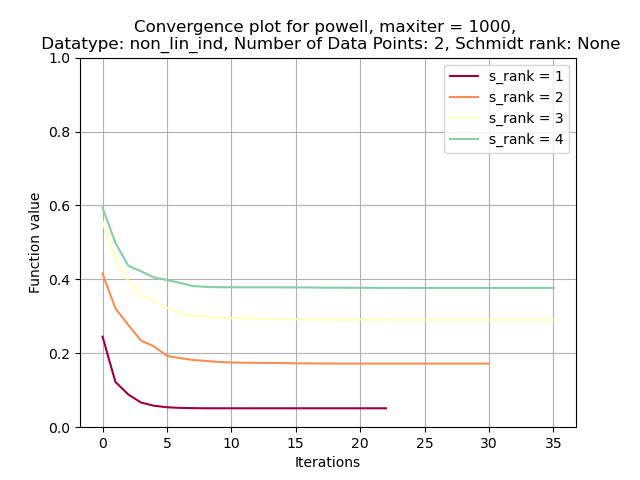 Convergence plot for powell, maxiter = 1000,
Datatype: non_lin_ind, Number of Data Points: 2, Schmidt rank: None
s_rank = 1
s_rank = 2
s_rank = 3
s_rank = 4
Function value
1.0
0.8
0.6
0.4
0.2
0.0
0 5 10 15 20 25 30 35
Iterations